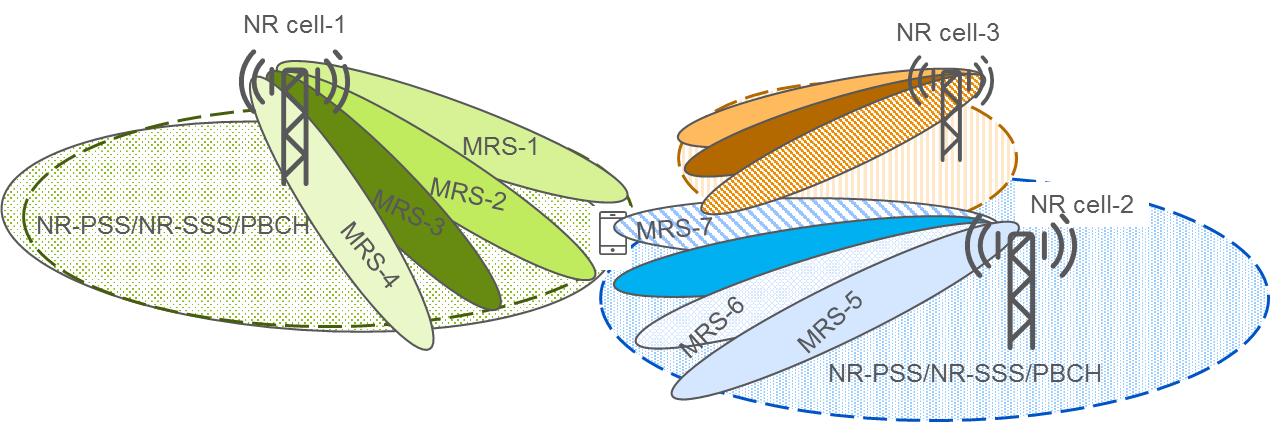 NR cell-1
NR cell-3
MRS-1
MRS-2
MRS-3
NR-PSS/NR-SSS/PBCH
MRS-4
MRS-7
NR cell-2
MRS-6
MRS-5
NR-PSS/NR-SSS/PBCH